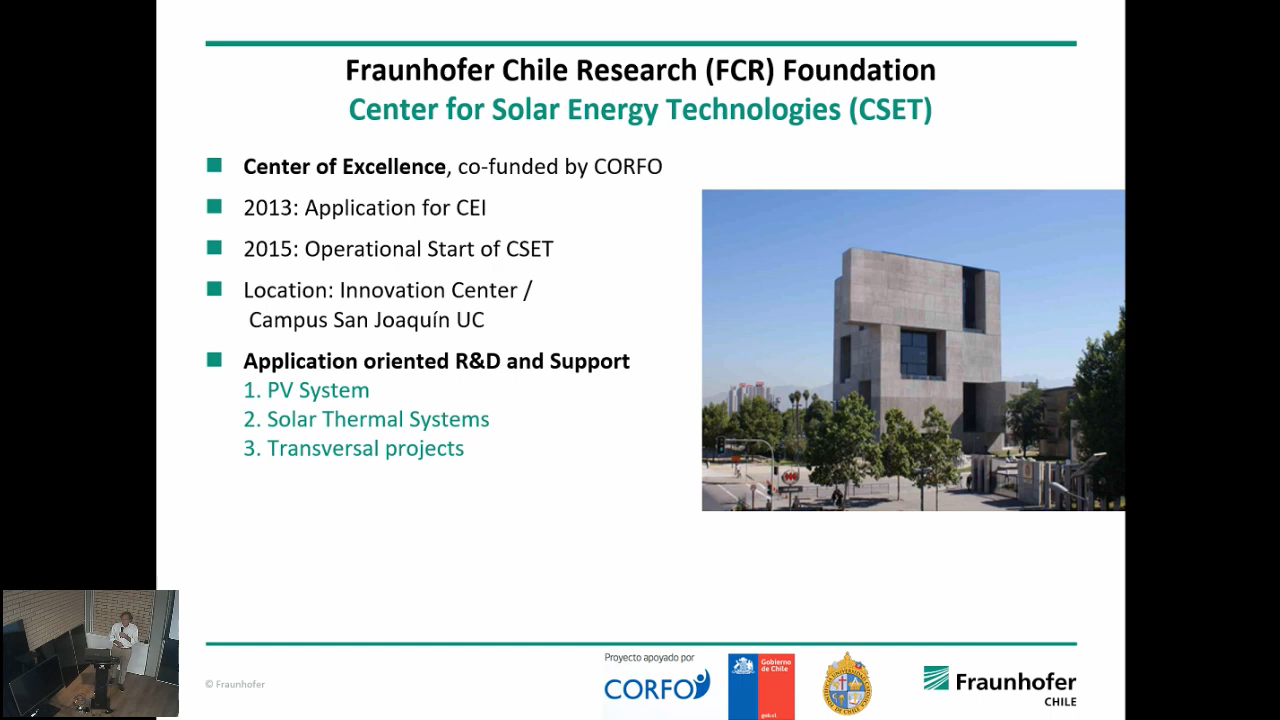 Fraunhofer Chile Research (FCR) Foundation
Center for Solar Energy Technologies (CSET)
Center of Excellence, co-funded by CORFO
2013: Application for CEI
2015: Operational Start of CSET
Location: Innovation Center /
Campus San Joaquín UC
Application oriented R&D and Support
1. PV System
2. Solar Thermal Systems
3. Transversal projects
© Fraunhofer
Proyecto apoyado por
CORFO
Gobierno
de Chile
gob.cl
Fraunhofer
CHILE